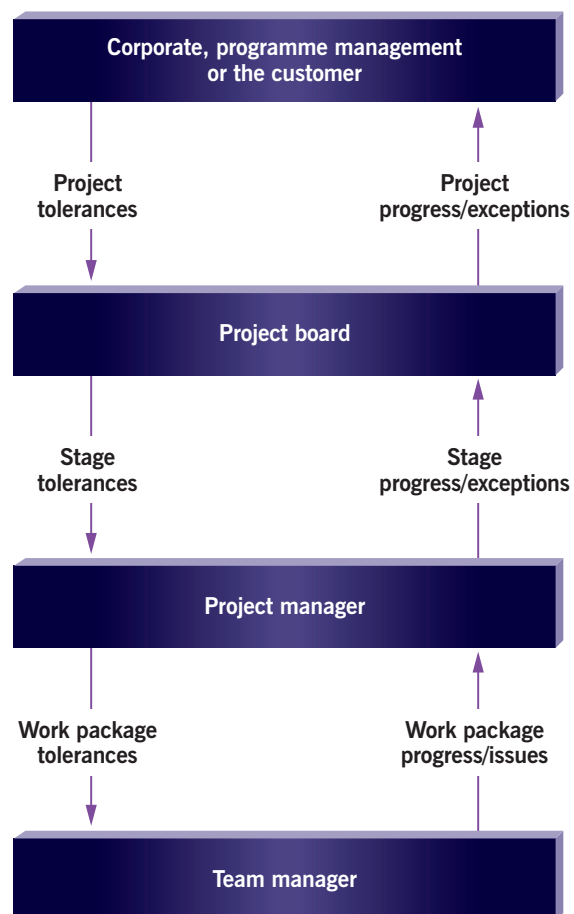 Corporate, programme management
or the customer
Project
tolerances
Project
progress/exceptions
Project board
Stage
tolerances
Stage
progress/exceptions
Project manager
Work package
tolerances
Work package
progress/issues
Team manager